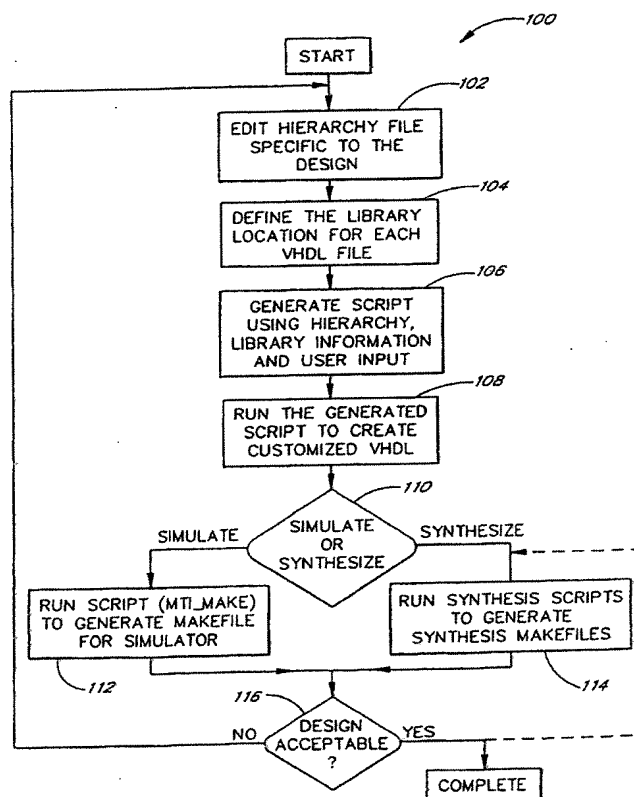 100
START
102
EDIT HIERARCHY FILE
SPECIFIC TO THE
DESIGN
104
DEFINE THE LIBRARY
LOCATION FOR EACH
VHDL FILE
106
GENERATE SCRIPT
USING HIERARCHY,
LIBRARY INFORMATION
AND USER INPUT
108
RUN THE GENERATED
SCRIPT TO CREATE
CUSTOMIZED VHDL
110
SIMULATE
SIMULATE
OR
SYNTHESIZE
SYNTHESIZE
RUN SCRIPT (MTI_MAKE)
TO GENERATE MAKEFILE
FOR SIMULATOR
112
RUN SYNTHESIS SCRIPTS
TO GENERATE
SYNTHESIS MAKEFILES
114
116
NO
DESIGN
ACCEPTABLE
?
YES
COMPLETE